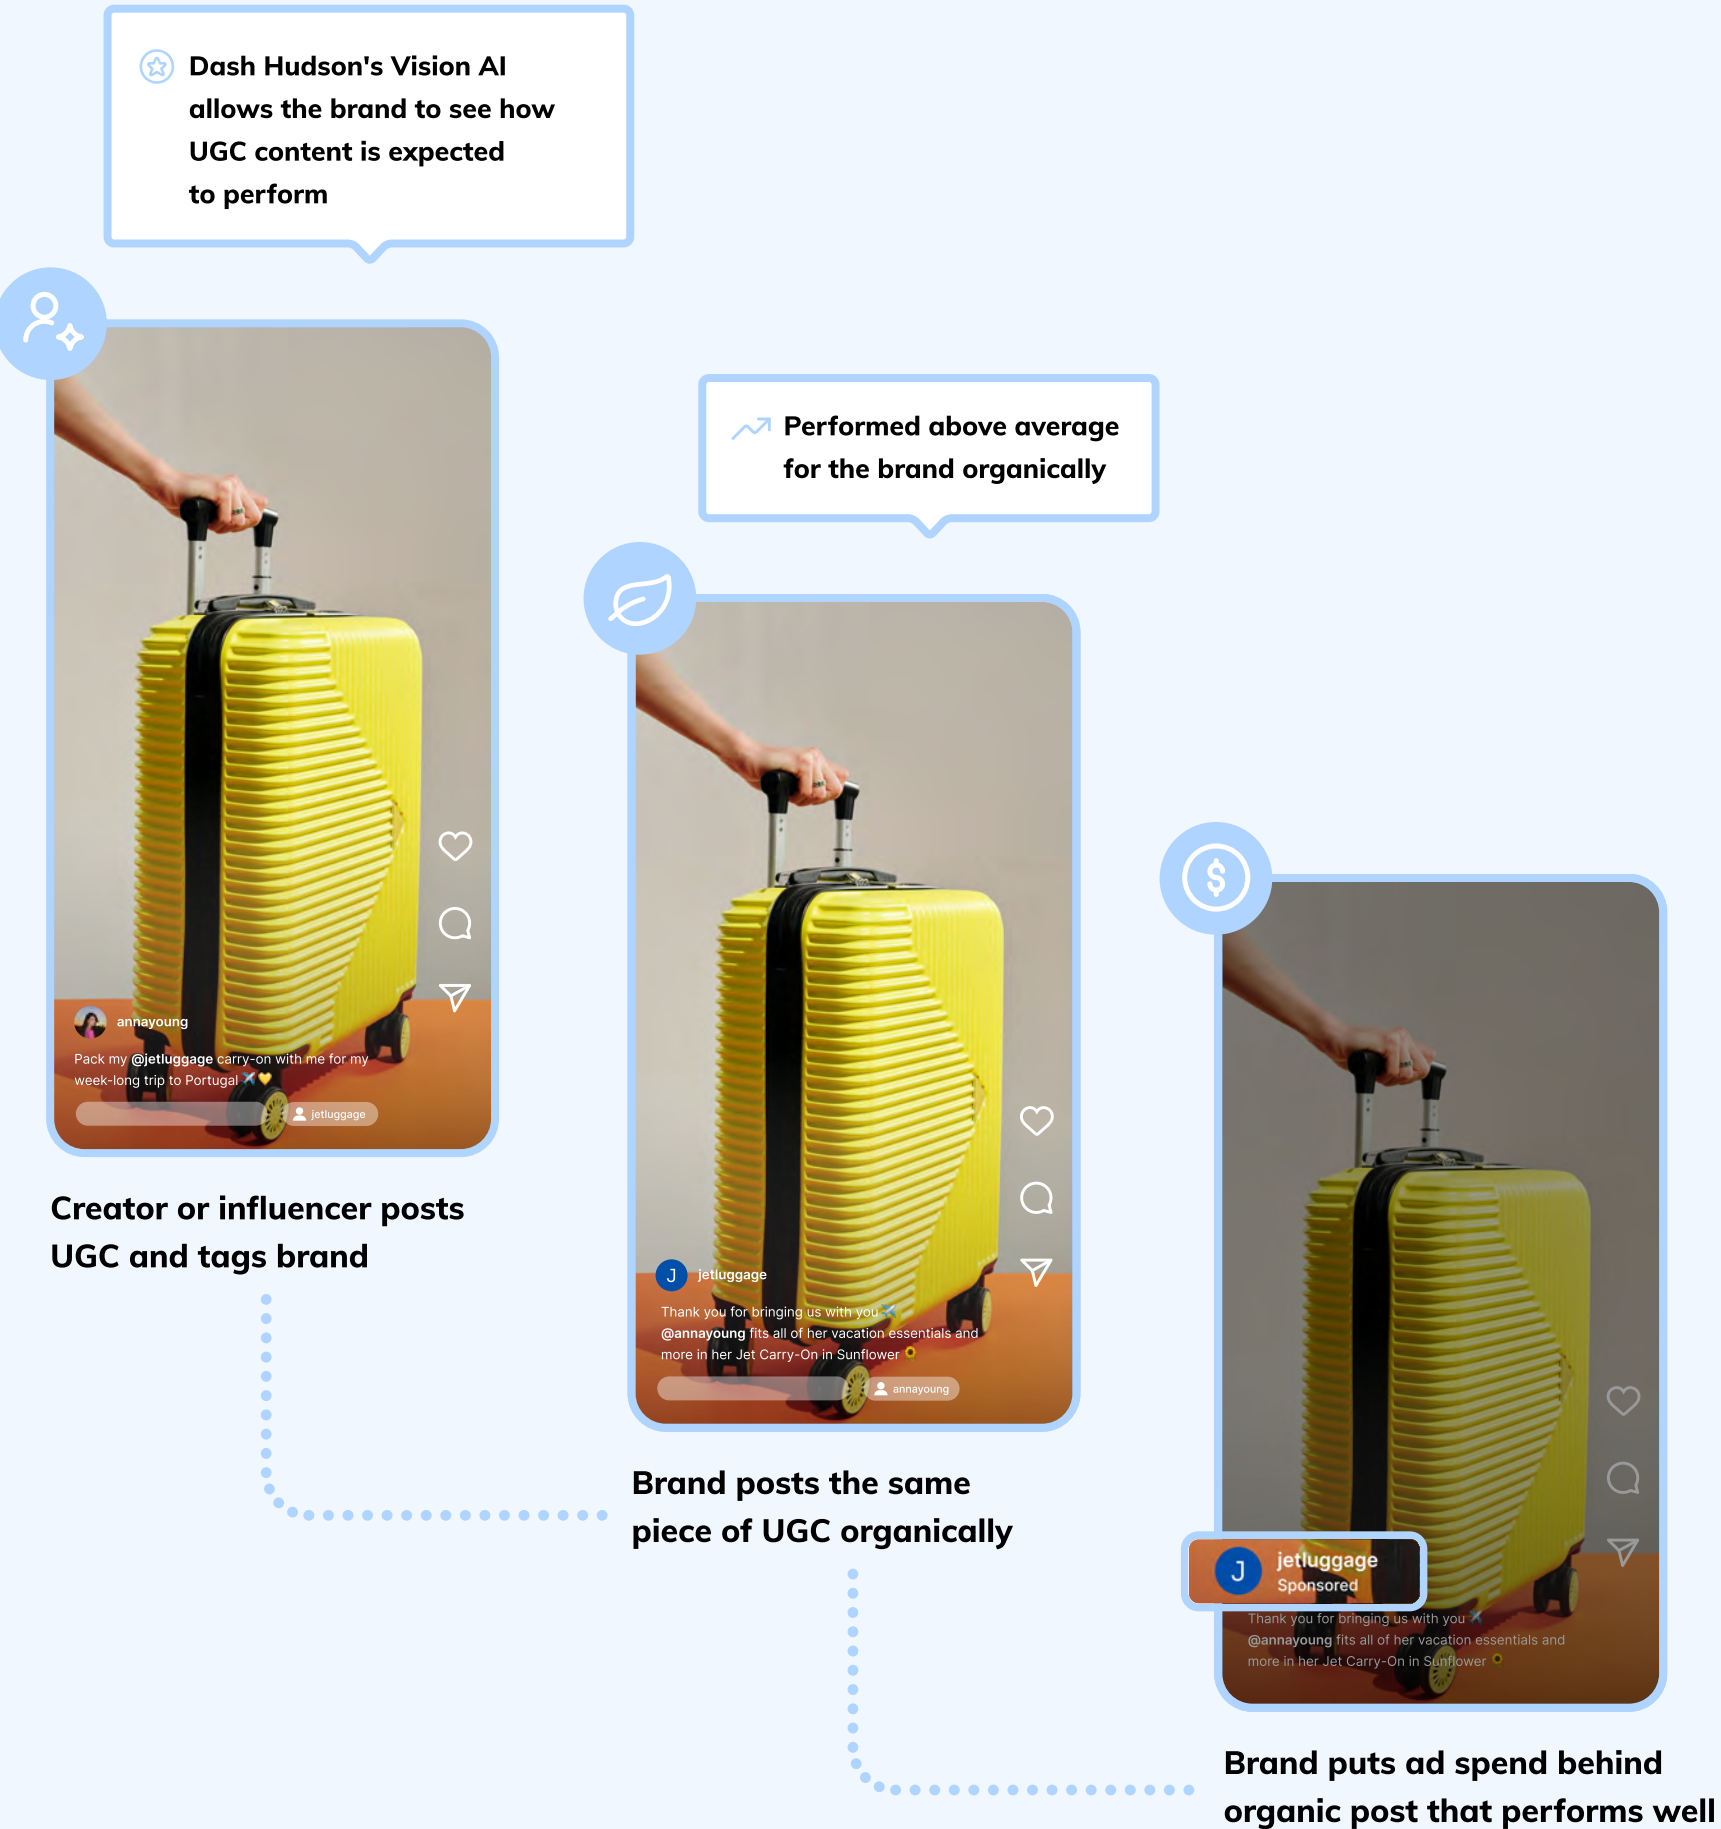 Dash Hudson's Vision AI
allows the brand to see how
UGC content is expected
to perform
annayoung
Pack my @jetluggage carry-on with me for my
week-long trip to Portugal ✈️💛
jetluggage
Creator or influencer posts
UGC and tags brand
Performed above average
for the brand organically
J
jetluggage
Thank you for bringing us with you ✈️
@annayoung fits all of her vacation essentials and
more in her Jet Carry-On in Sunflower 🌻
annayoung
Brand posts the same
piece of UGC organically
$
J
jetluggage
Sponsored
Thank you for bringing us with you ✈️
@annayoung fits all of her vacation essentials and
more in her Jet Carry-On in Sunflower 🌻
Brand puts ad spend behind
organic post that performs well